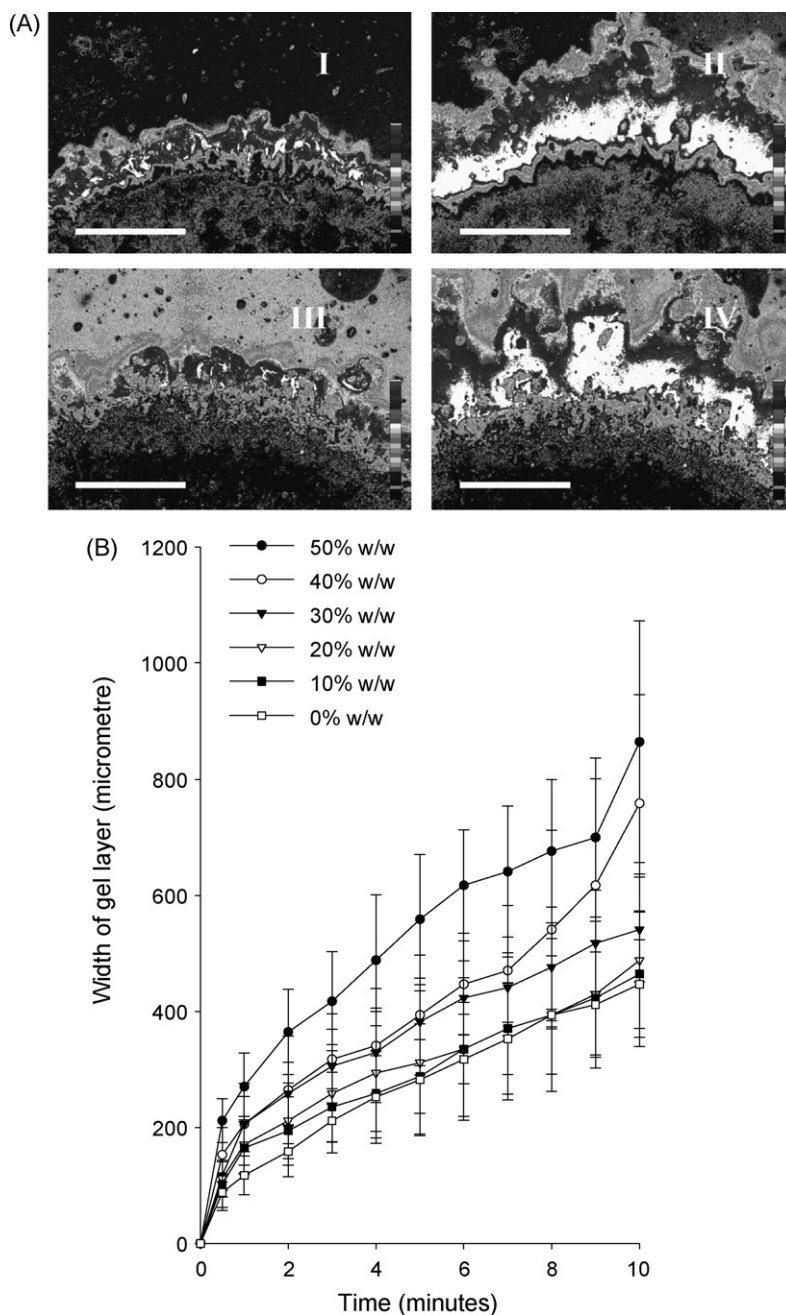 (A)
I
II
III
IV
(B)
1200
1000
800
600
400
200
0
Width of gel layer (micrometre)
50% w/w
40% w/w
30% w/w
20% w/w
10% w/w
0% w/w
0 2 4 6 8 10
Time (minutes)